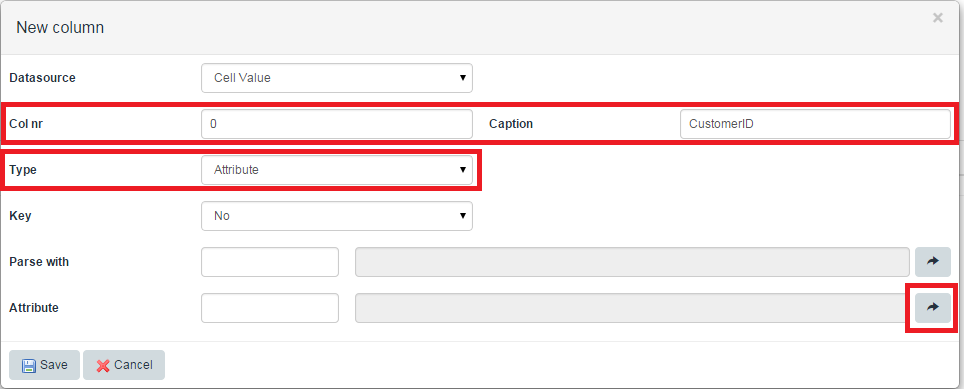 New column
Datasource Cell Value
Col nr 0 Caption CustomerID
Type Attribute
Key No
Parse with
Attribute
Save Cancel